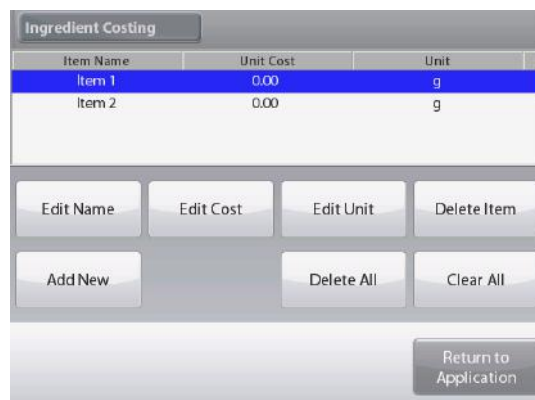 Ingredient Costing
Item Name Unit Cost Unit
Item 1 0.00 g
Item 2 0.00 g
Edit Name Edit Cost Edit Unit Delete Item
Add New Delete All Clear All
Return to
Application